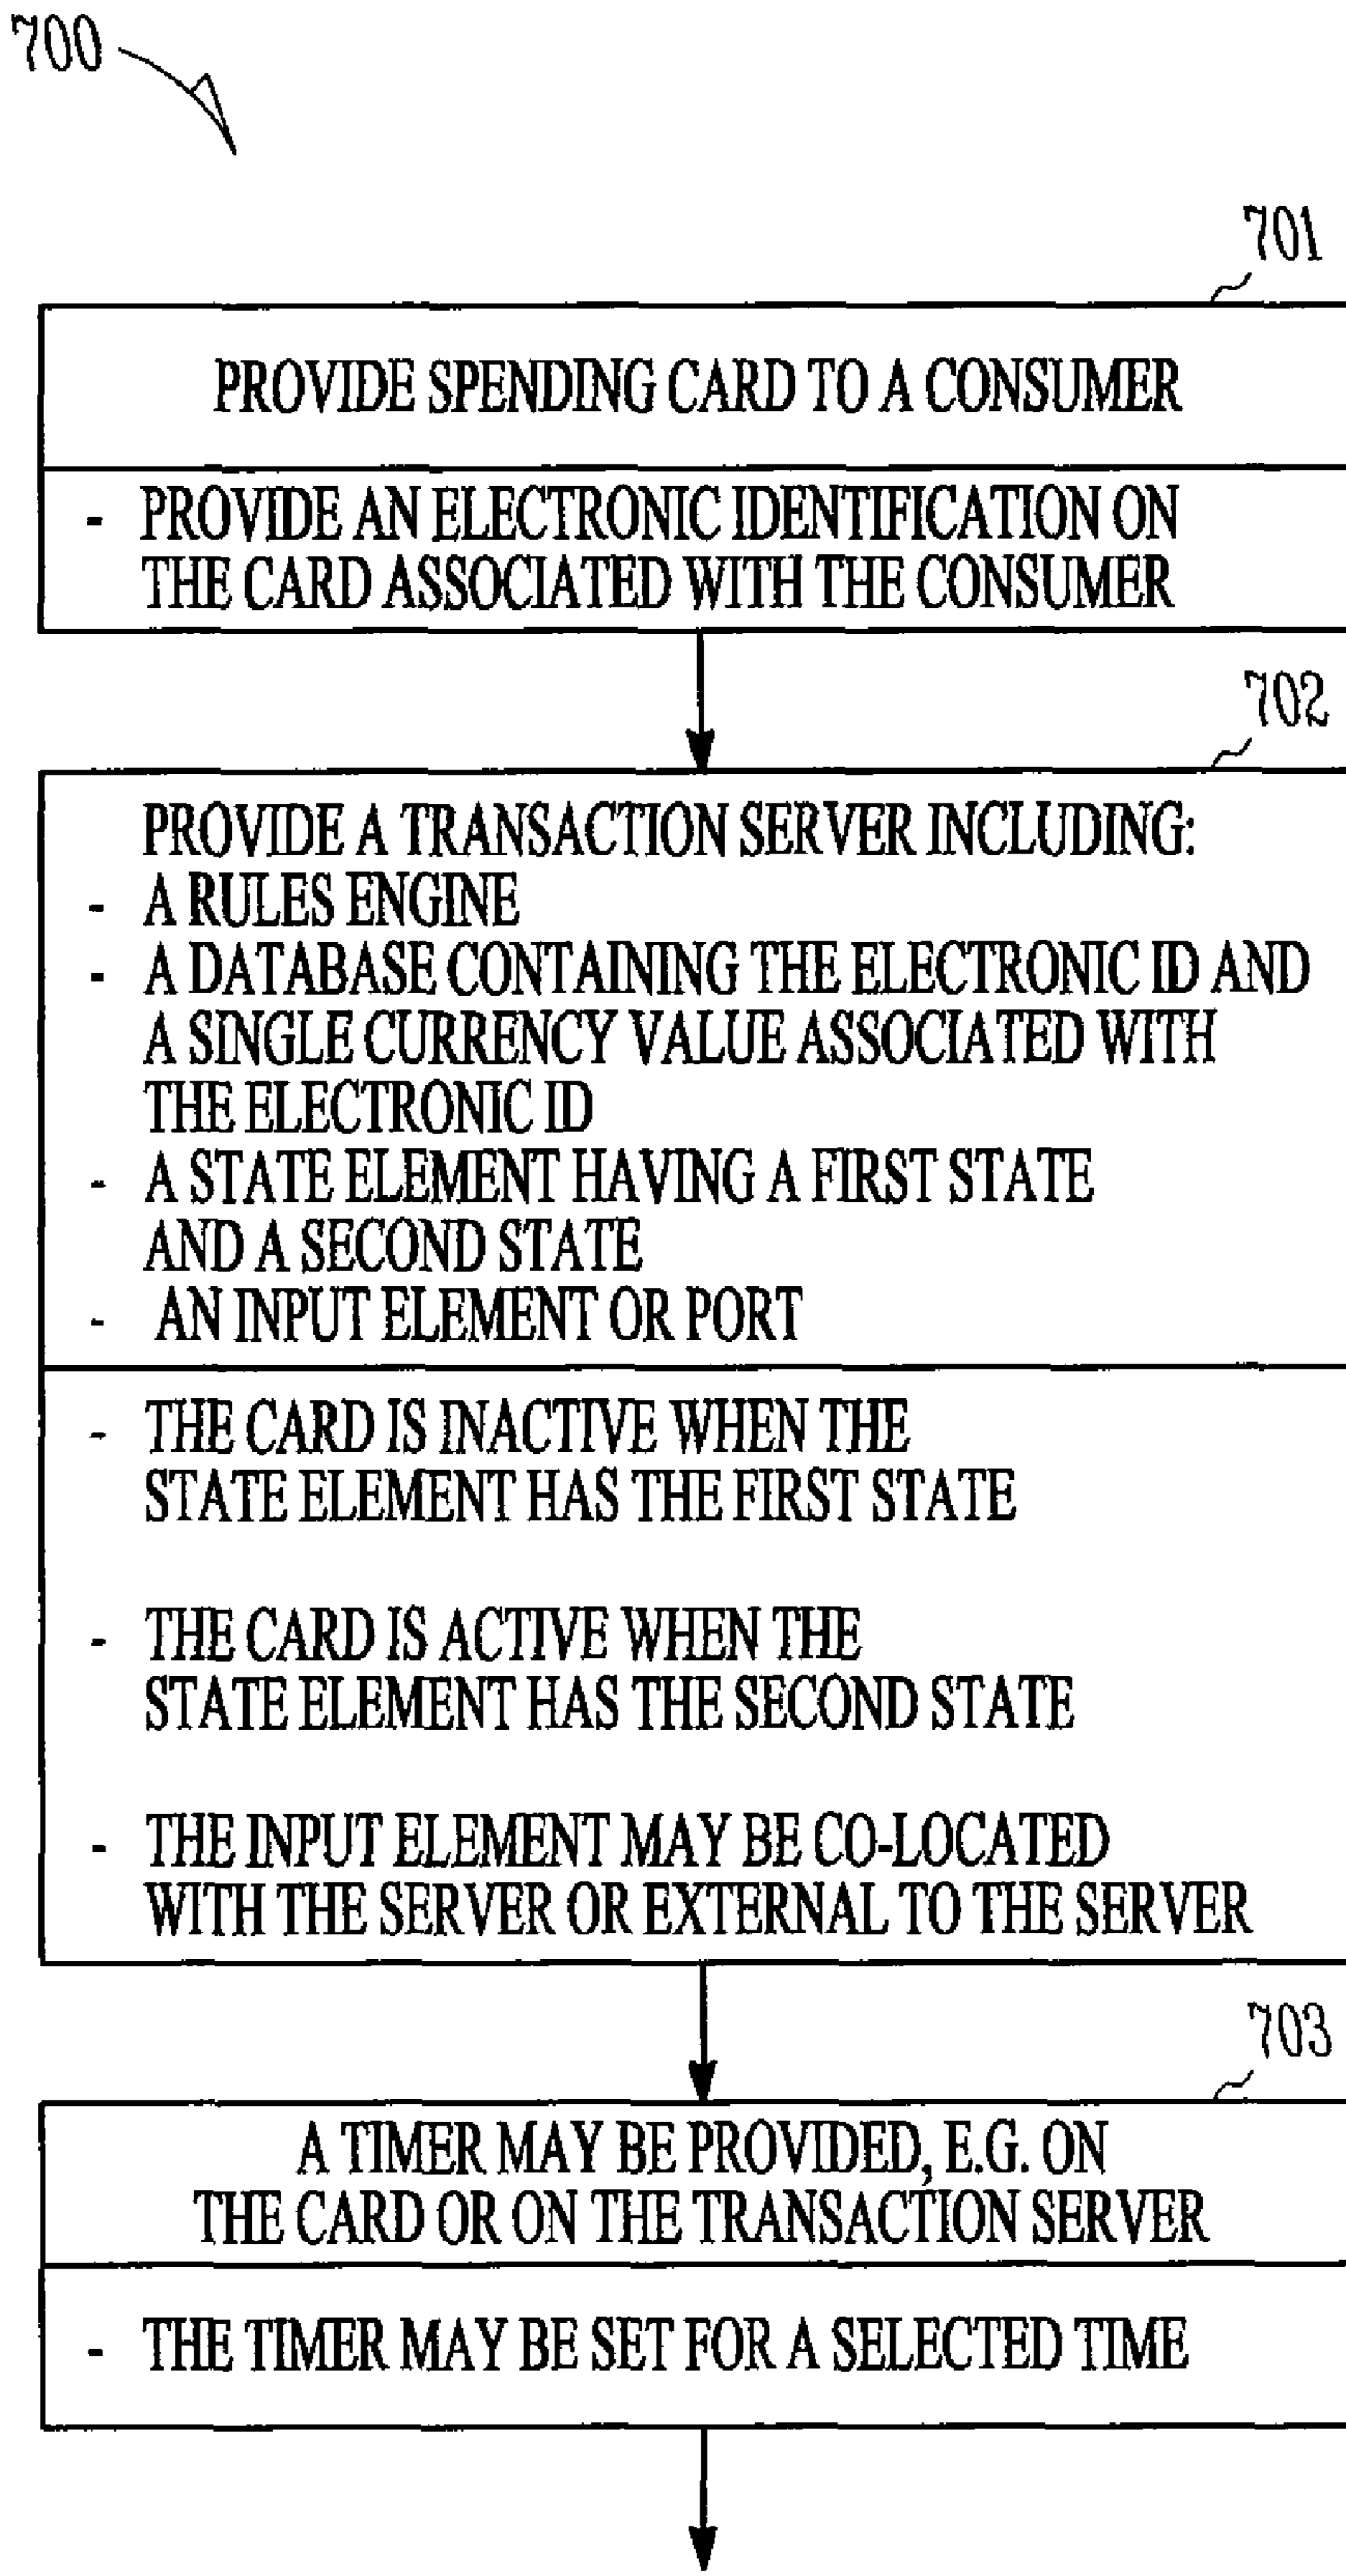 700
701
PROVIDE SPENDING CARD TO A CONSUMER
- PROVIDE AN ELECTRONIC IDENTIFICATION ON
THE CARD ASSOCIATED WITH THE CONSUMER
702
PROVIDE A TRANSACTION SERVER INCLUDING:
- A RULES ENGINE
- A DATABASE CONTAINING THE ELECTRONIC ID AND
A SINGLE CURRENCY VALUE ASSOCIATED WITH
THE ELECTRONIC ID
- A STATE ELEMENT HAVING A FIRST STATE
AND A SECOND STATE
- AN INPUT ELEMENT OR PORT
- THE CARD IS INACTIVE WHEN THE
STATE ELEMENT HAS THE FIRST STATE
- THE CARD IS ACTIVE WHEN THE
STATE ELEMENT HAS THE SECOND STATE
- THE INPUT ELEMENT MAY BE CO-LOCATED
WITH THE SERVER OR EXTERNAL TO THE SERVER
703
A TIMER MAY BE PROVIDED, E.G. ON
THE CARD OR ON THE TRANSACTION SERVER
- THE TIMER MAY BE SET FOR A SELECTED TIME